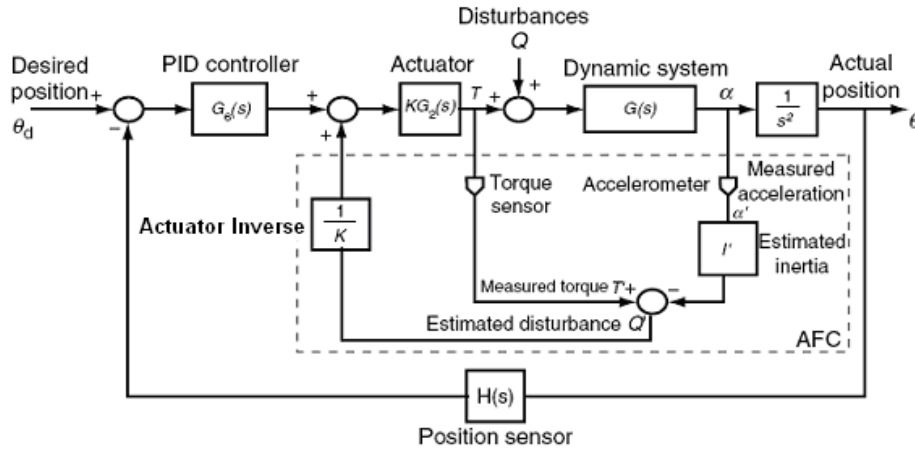 Disturbances
Q
Desired
position
θd
+
−
PID controller
G6(s)
+
+
Actuator
KG2(s)
T
+
+
Dynamic system
G(s)
α
1
s²
Actual
position
θ
Torque
sensor
Accelerometer
Measured
acceleration
α'
Actuator Inverse
1
K
I'
Estimated
inertia
Measured torque T'
+
−
Estimated disturbance Q'
AFC
H(s)
Position sensor